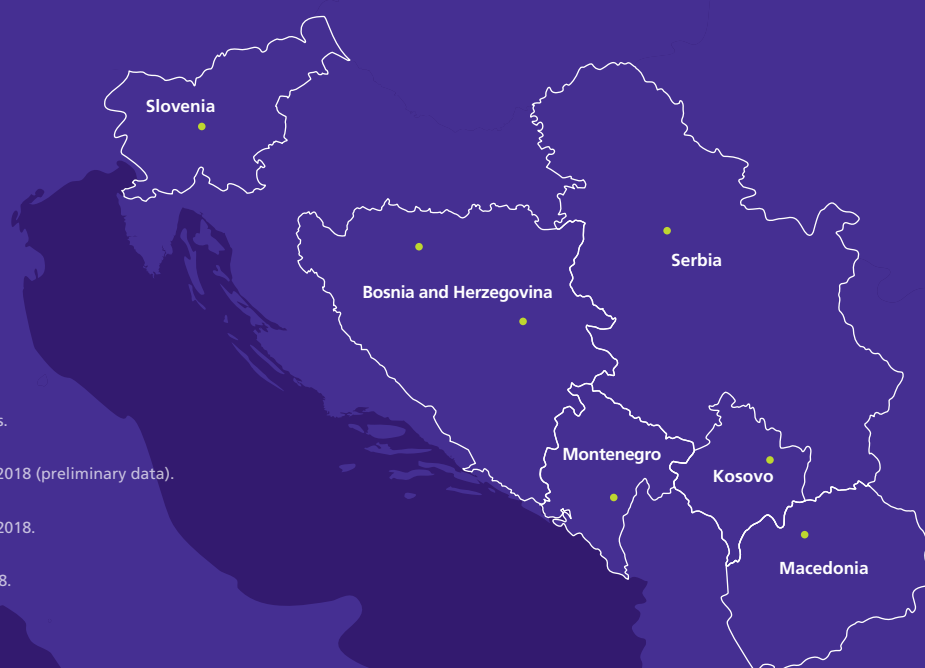 Slovenia
Serbia
Bosnia and Herzegovina
s.
Montenegro
2018 (preliminary data).
Kosovo
2018.
Macedonia
8.